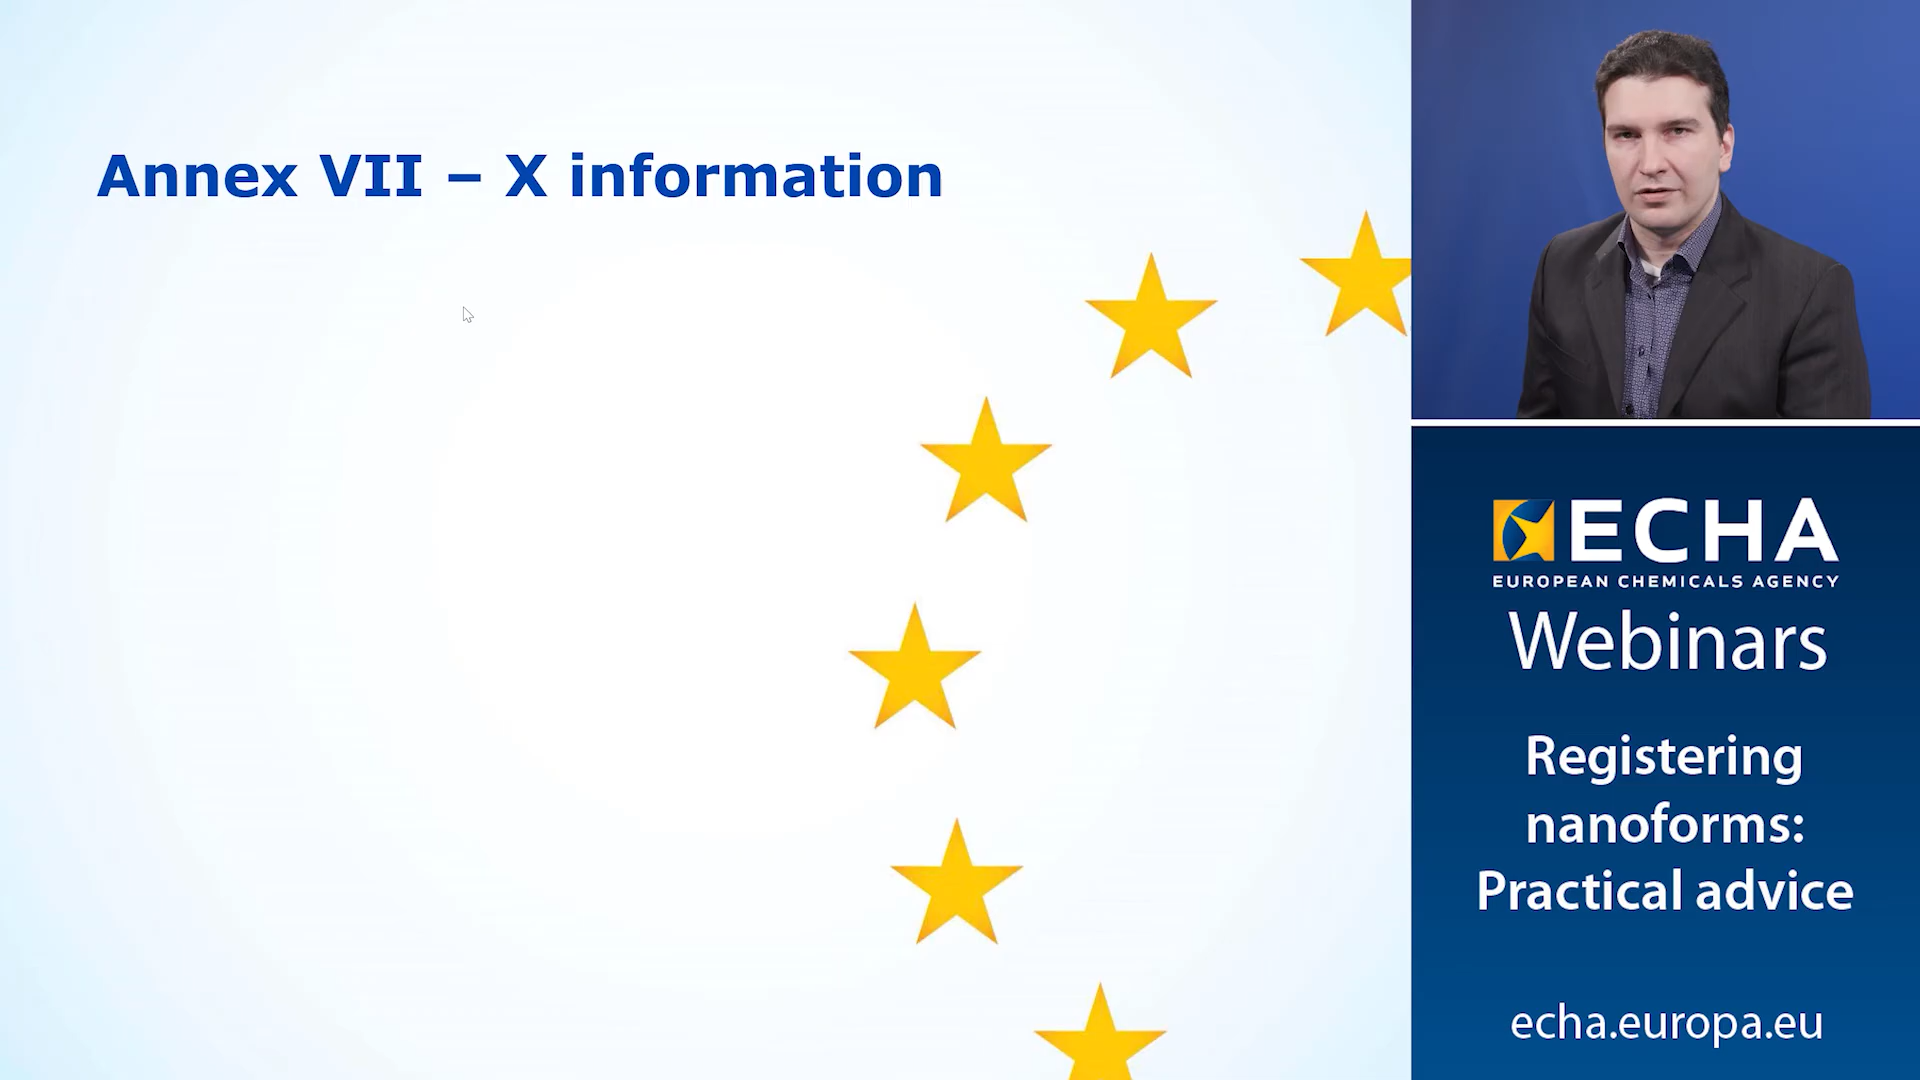 Annex VII – X information
ECHA
EUROPEAN CHEMICALS AGENCY
Webinars
Registering
nanoforms:
Practical advice
echa.europa.eu